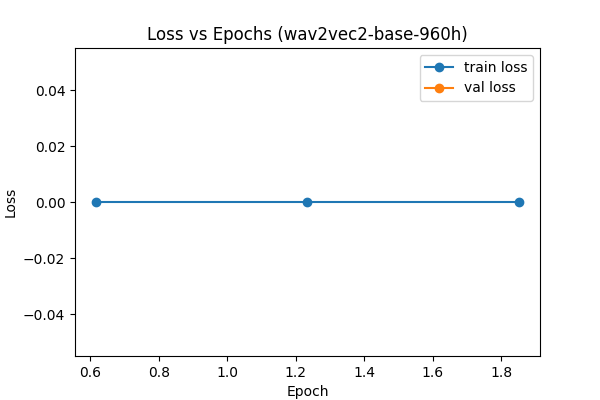 Loss vs Epochs (wav2vec2-base-960h)
train loss
val loss
0.04
0.02
0.00
−0.02
−0.04
Loss
0.6 0.8 1.0 1.2 1.4 1.6 1.8
Epoch